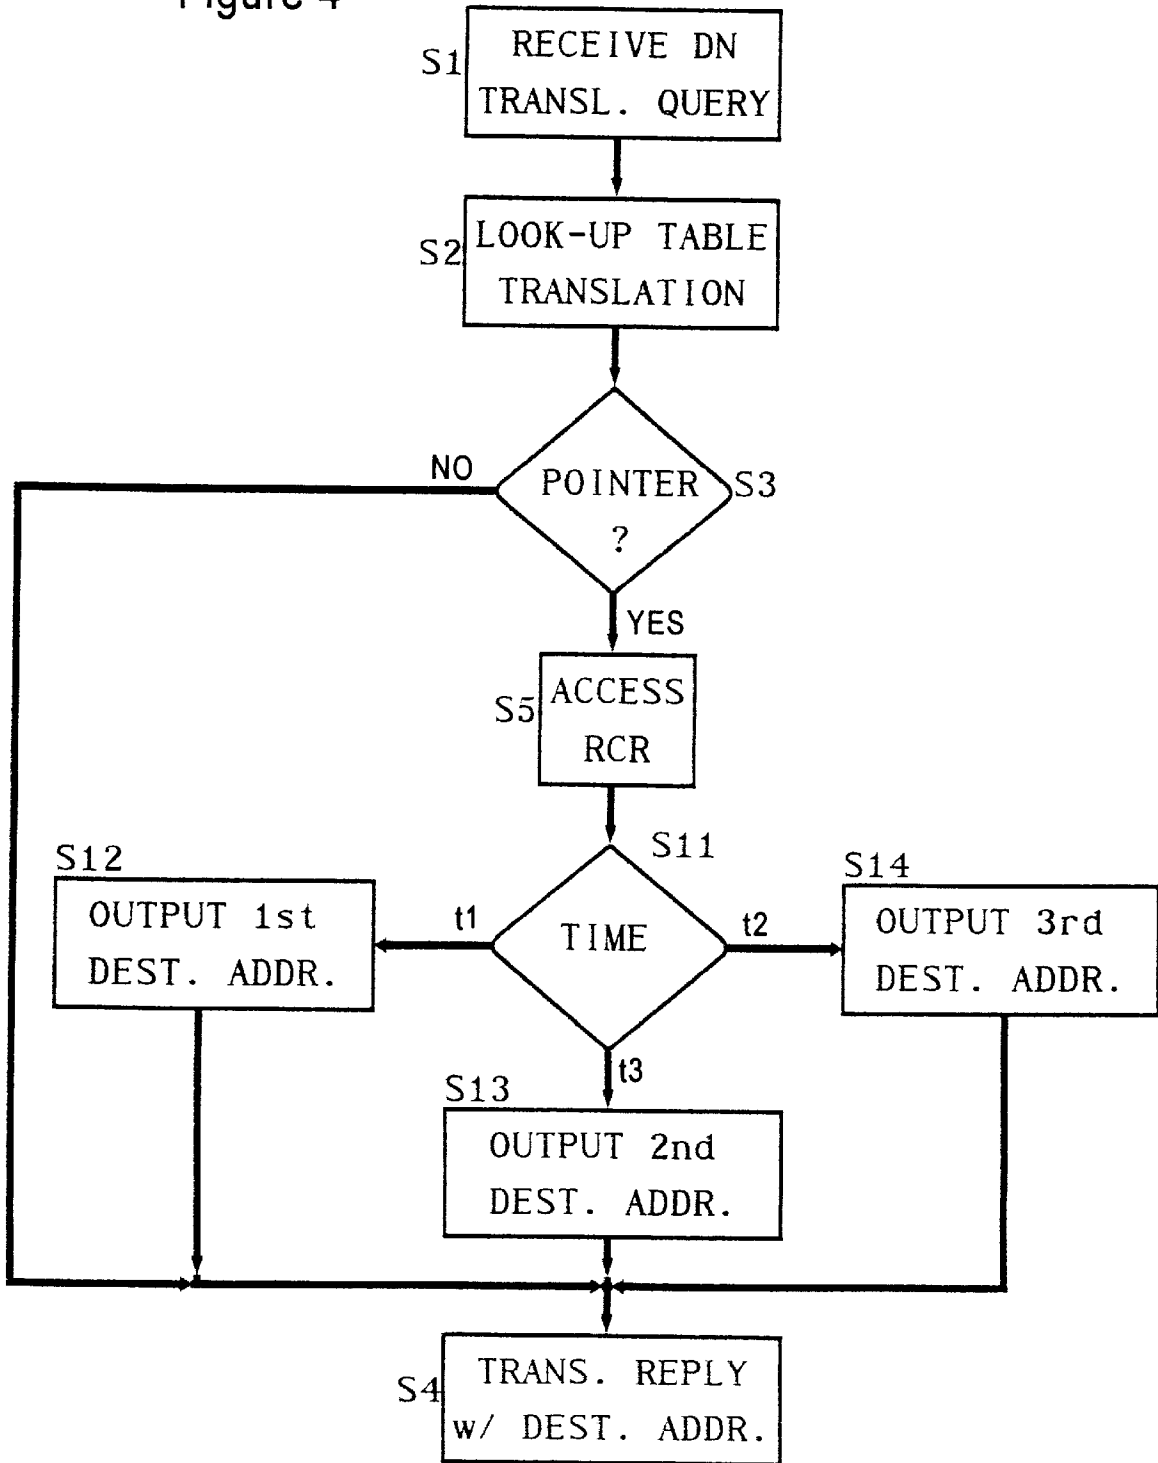 Figure 4
S1
RECEIVE DN
TRANSL. QUERY
S2
LOOK-UP TABLE
TRANSLATION
NO
POINTER
?
S3
YES
S5
ACCESS
RCR
S11
S12
OUTPUT 1st
DEST. ADDR.
t1
TIME
t2
S14
OUTPUT 3rd
DEST. ADDR.
t3
S13
OUTPUT 2nd
DEST. ADDR.
S4
TRANS. REPLY
w/ DEST. ADDR.